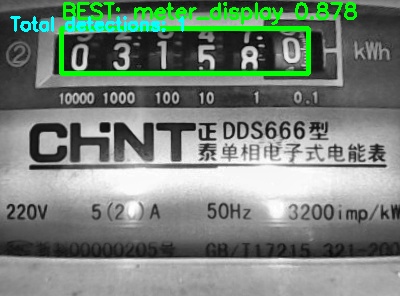 BEST: meter_display 0.878
Total detections: 1
② 0 3 1 5 8 0 kWh
10000 1000 100 10 1 0.1
CHNT 正泰 DDS666型
单相电子式电能表
220V 5(20)A 50Hz 3200imp/kW
00000205号 GB/T17215.321-200